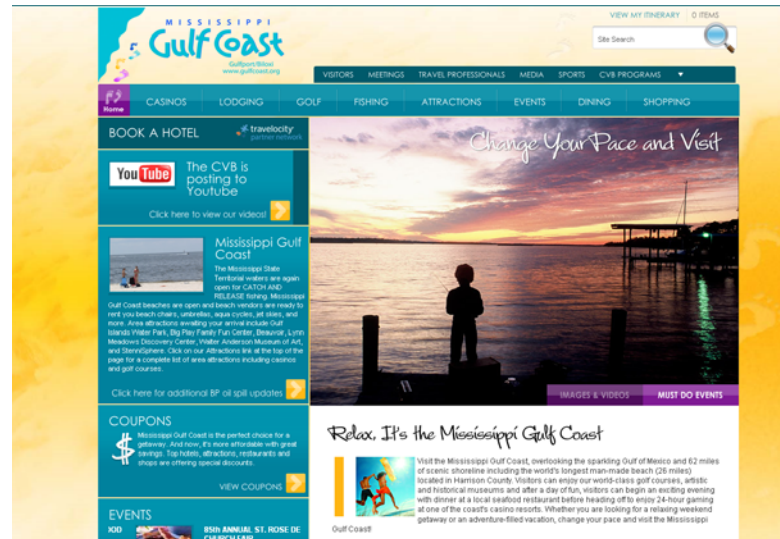 VIEW MY ITINERARY | 0 ITEMS
MISSISSIPPI
Gulf Coast
Gulfport/Biloxi
www.gulfcoast.org
Site Search
VISITORS MEETINGS TRAVEL PROFESSIONALS MEDIA SPORTS CVB PROGRAMS
Home CASINOS LODGING GOLF FISHING ATTRACTIONS EVENTS DINING SHOPPING
BOOK A HOTEL
travelocity
partner network
Change Your Pace and Visit
YouTube
The CVB is
posting to
Youtube
Click here to view our videos!
Mississippi Gulf
Coast
The Mississippi State
Territorial waters are again
open for CATCH AND
RELEASE fishing. Mississippi
Gulf Coast beaches are open and beach vendors are ready to
rent you beach chairs, umbrellas, aqua cycles, jet skies, and
more. Area attractions awaiting your arrival include Gulf
Islands Water Park, Big Play Family Fun Center, Beauvoir, Lynn
Meadows Discovery Center, Walter Anderson Museum of Art,
and StenniSphere. Click on our Attractions link at the top of the
page for a complete list of area attractions including casinos
and golf courses.
Click here for additional BP oil spill updates
IMAGES & VIDEOS MUST DO EVENTS
COUPONS
$
Mississippi Gulf Coast is the perfect choice for a
getaway. And now, it's more affordable with great
savings. Top hotels, attractions, restaurants and
shops are offering special discounts.
VIEW COUPONS
EVENTS
85th ANNUAL ST. ROSE DE
CHURCH FAIR
Relax, It's the Mississippi Gulf Coast
Visit the Mississippi Gulf Coast, overlooking the sparkling Gulf of Mexico and 62 miles
of scenic shoreline including the world's longest man-made beach (26 miles)
located in Harrison County. Visitors can enjoy our world-class golf courses, artistic
and historical museums and after a day of fun, visitors can begin an exciting evening
with dinner at a local seafood restaurant before heading off to enjoy 24-hour gaming
at one of the coast's casino resorts. Whether you are looking for a relaxing weekend
getaway or an adventure-filled vacation, change your pace and visit the Mississippi
Gulf Coast!